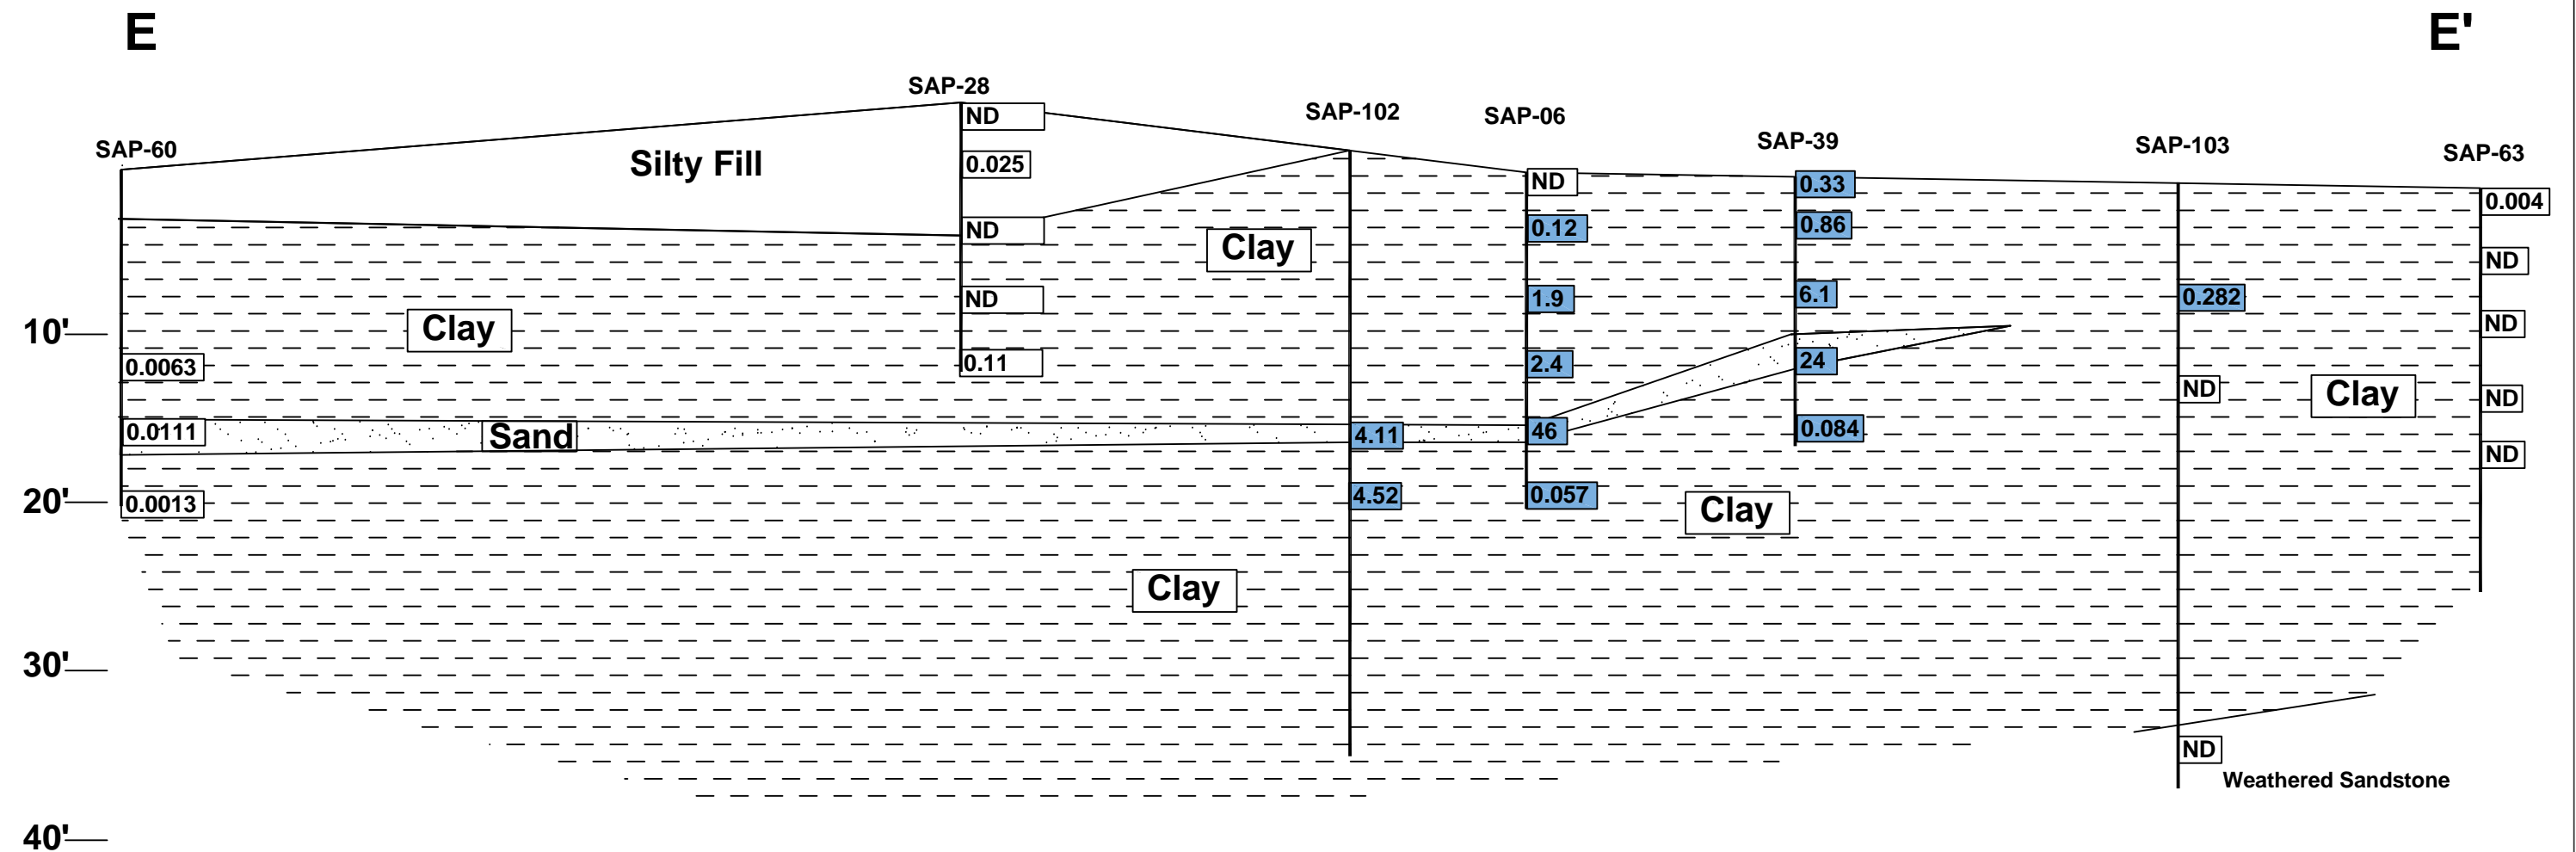 E
E'
SAP-28
SAP-102
SAP-06
SAP-39
SAP-103
SAP-60
SAP-63
ND
Silty Fill
0.025
ND
0.33
0.004
ND
0.12
0.86
Clay
ND
ND
1.9
6.1
0.282
10'
Clay
ND
0.0063
0.11
2.4
24
ND
Clay
ND
0.0111
Sand
4.11
46
0.084
ND
20'
0.0013
4.52
0.057
Clay
Clay
30'
ND
Weathered Sandstone
40'